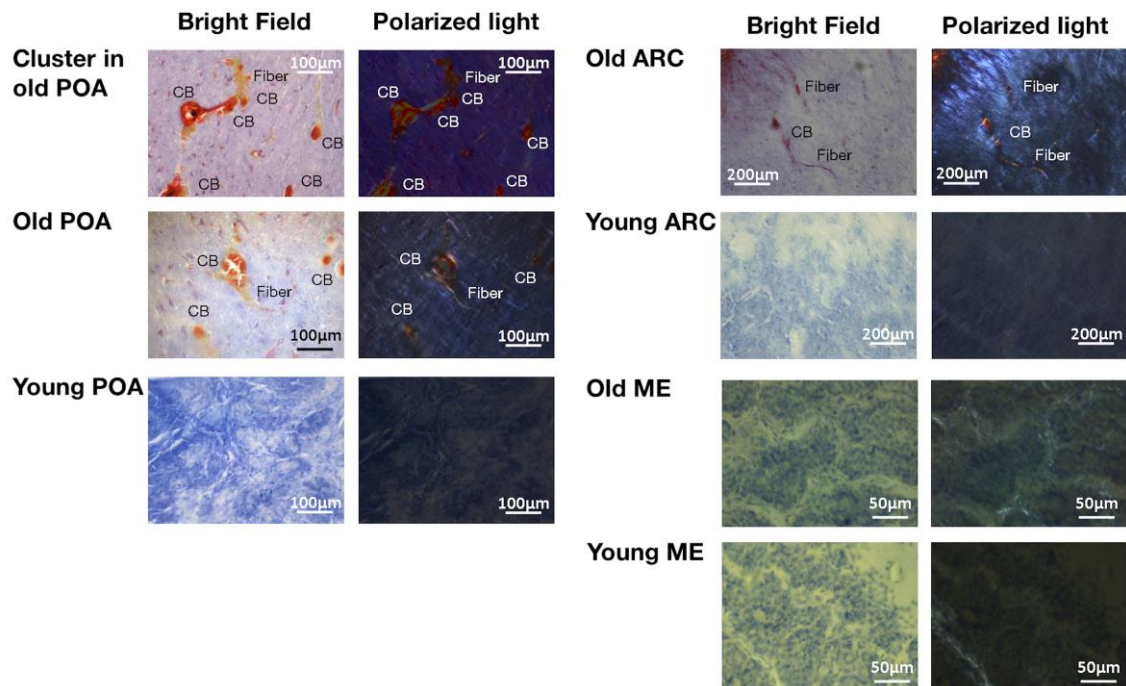 Bright Field
Polarized light
Cluster in
old POA
100μm
Fiber
CB
CB
CB
CB
CB
100μm
Fiber
CB
CB
CB
CB
CB
Old POA
CB
CB
Fiber
CB
100μm
CB
CB
Fiber
CB
100μm
Young POA
100μm
100μm
Bright Field
Polarized light
Old ARC
Fiber
CB
Fiber
200μm
Fiber
CB
Fiber
200μm
Young ARC
200μm
200μm
Old ME
50μm
50μm
Young ME
50μm
50μm